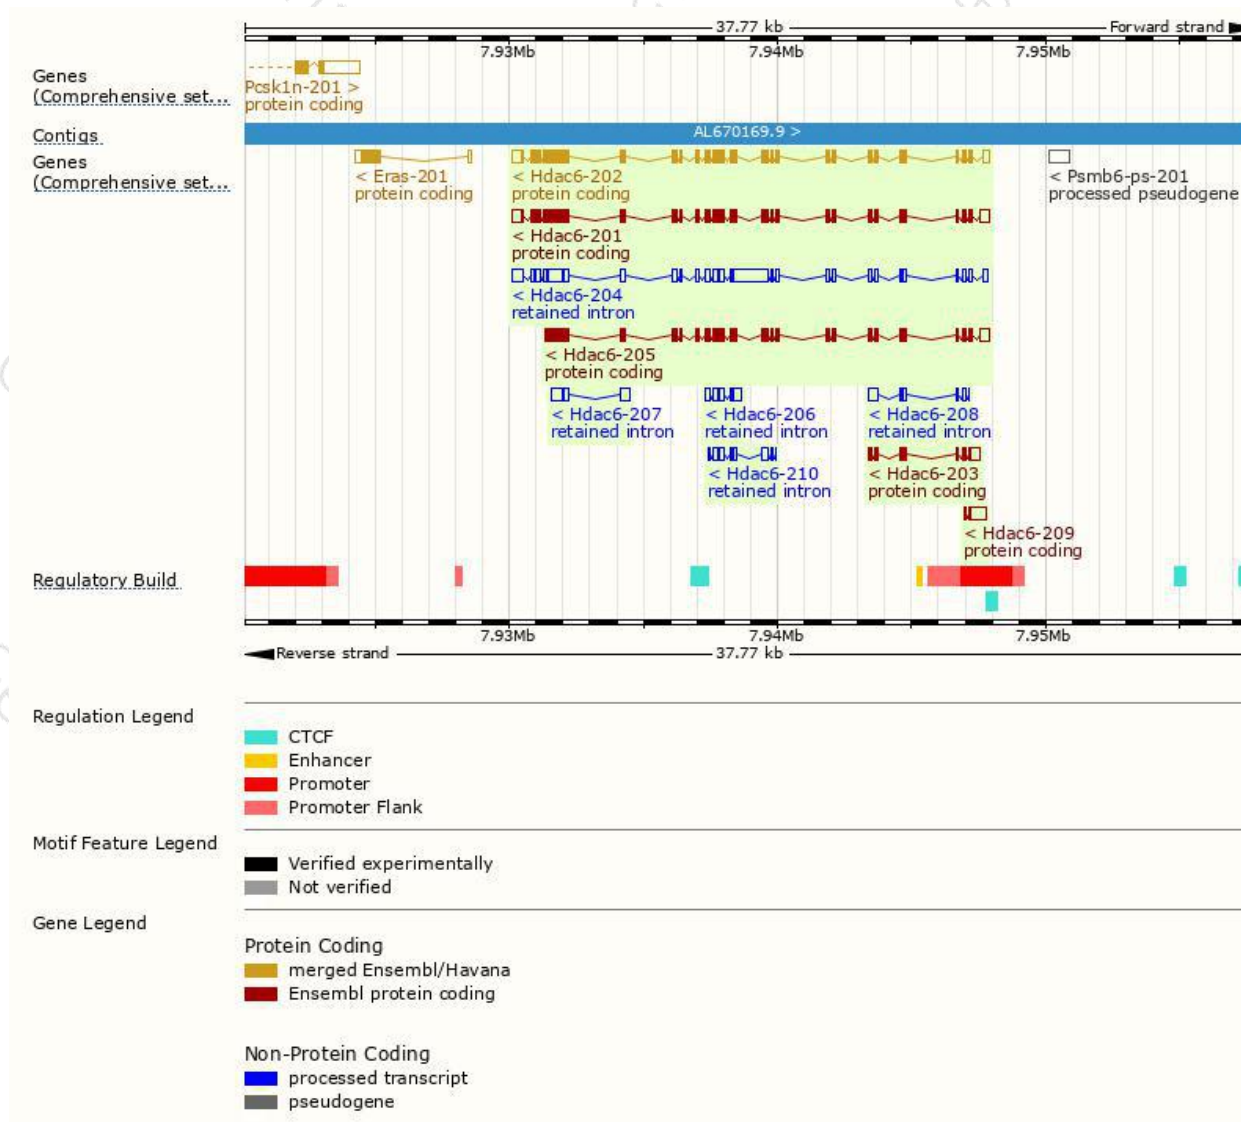 37.77 kb Forward strand
7.93Mb 7.94Mb 7.95Mb
Genes
(Comprehensive set...
Pcsk1n-201 >
protein coding
Contigs
AL670169.9 >
Genes
(Comprehensive set...
< Eras-201
protein coding
< Hdac6-202
protein coding
< Psmb6-ps-201
processed pseudogene
< Hdac6-201
protein coding
< Hdac6-204
retained intron
< Hdac6-205
protein coding
< Hdac6-207 < Hdac6-206 < Hdac6-208
retained intron retained intron retained intron
< Hdac6-210 < Hdac6-203
retained intron protein coding
< Hdac6-209
protein coding
Regulatory Build
7.93Mb 7.94Mb 7.95Mb
Reverse strand 37.77 kb
Regulation Legend
CTCF
Enhancer
Promoter
Promoter Flank
Motif Feature Legend
Verified experimentally
Not verified
Gene Legend
Protein Coding
merged Ensembl/Havana
Ensembl protein coding
Non-Protein Coding
processed transcript
pseudogene